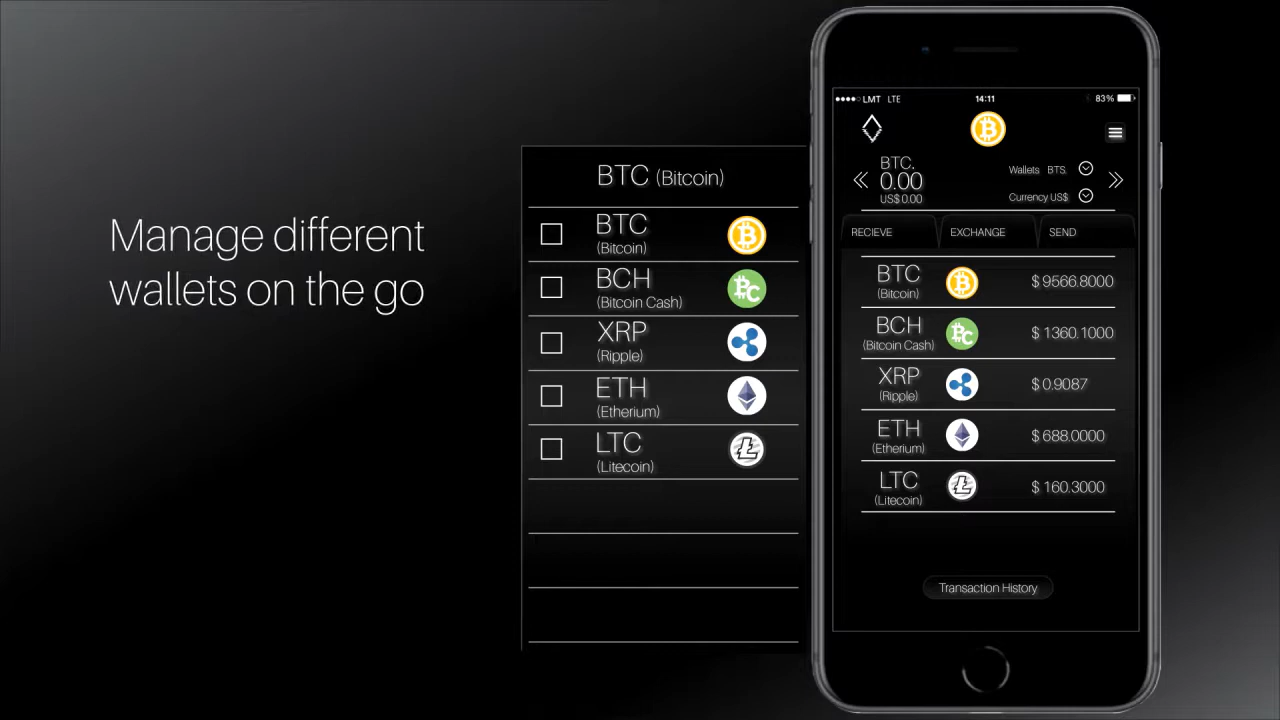 Manage different
wallets on the go
BTC (Bitcoin)
BTC
(Bitcoin)
BCH
(Bitcoin Cash)
XRP
(Ripple)
ETH
(Etherium)
LTC
(Litecoin)
LMT LTE 14:11 83%
BTC.
0.00
US$ 0.00
Wallets BTS.
Currency US$
RECIEVE EXCHANGE SEND
BTC
(Bitcoin)
$ 9566.8000
BCH
(Bitcoin Cash)
$ 1360.1000
XRP
(Ripple)
$ 0.9087
ETH
(Etherium)
$ 688.0000
LTC
(Litecoin)
$ 160.3000
Transaction History